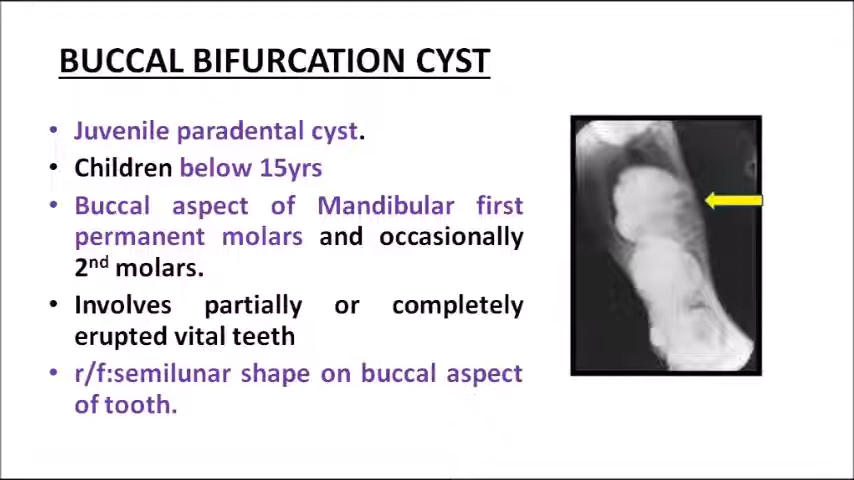 BUCCAL BIFURCATION CYST
• Juvenile paradental cyst.
• Children below 15yrs
• Buccal aspect of Mandibular first
permanent molars and occasionally
2nd molars.
• Involves partially or completely
erupted vital teeth
• r/f:semilunar shape on buccal aspect
of tooth.